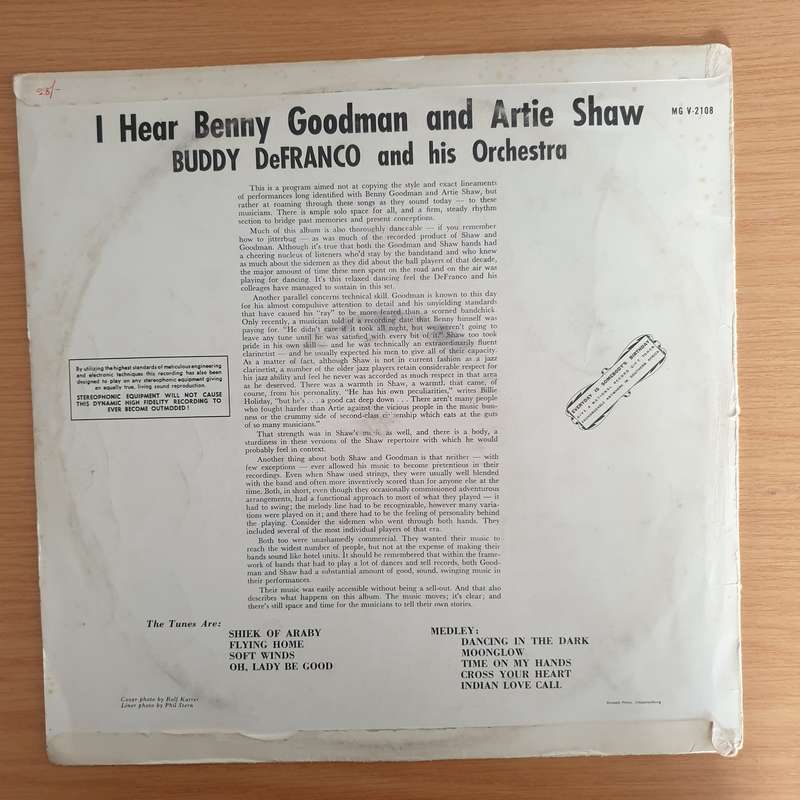 58/-
I Hear Benny Goodman and Artie Shaw
MG V-2108
BUDDY DeFRANCO and his Orchestra
This is a program aimed not at copying the style and exact lineaments
of performances long identified with Benny Goodman and Artie Shaw, but
rather at roaming through these songs as they sound today — to these
musicians. There is ample solo space for all, and a firm, steady rhythm
section to bridge past memories and present conceptions.
Much of this album is also thoroughly danceable — if you remember
how to jitterbug — as was much of the recorded product of Shaw and
Goodman. Although it's true that both the Goodman and Shaw bands had
a cheering nucleus of listeners who'd stay by the bandstand and who knew
as much about the sidemen as they did about the ball players of that decade,
the major amount of time these men spent on the road and on the air was
playing for dancing. It's this relaxed dancing feel the DeFranco and his
colleages have managed to sustain in this set.
Another parallel concerns technical skill. Goodman is known to this day
for his almost compulsive attention to detail and his unyielding standards
that have caused his "ray" to be more feared than a scorned bandchick.
Only recently, a musician told of a recording date that Benny himself was
paying for. "He didn't care if it took all night, but we weren't going to
leave any tune until he was satisfied with every bit of it." Shaw too took
pride in his own skill — and he was technically an extraordinarily fluent
clarinetist — and he usually expected his men to give all of their capacity.
As a matter of fact, although Shaw is not in current fashion as a jazz
clarinetist, a number of the older jazz players retain considerable respect for
his jazz ability and feel he never was accorded as much respect in that area
as he deserved. There was a warmth in Shaw, a warmth that came, of
course, from his personality. "He has his own peculiarities," writes Billie
Holiday, "but he's . . . a good cat deep down . . . There aren't many people
who fought harder than Artie against the vicious people in the music busi-
ness or the crummy side of second-class citizenship which eats at the guts
of so many musicians."
That strength was in Shaw's music as well, and there is a body, a
sturdiness in these versions of the Shaw repertoire with which he would
probably feel in context.
Another thing about both Shaw and Goodman is that neither — with
few exceptions — ever allowed his music to become pretentious in their
recordings. Even when Shaw used strings, they were usually well blended
with the band and often more inventively scored than for anyone else at the
time. Both, in short, even though they occasionally commissioned adventurous
arrangements, had a functional approach to most of what they played — it
had to swing; the melody line had to be recognizable, however many varia-
tions were played on it; and there had to be the feeling of personality behind
the playing. Consider the sidemen who went through both bands. They
included several of the most individual players of that era.
Both too were unashamedly commercial. They wanted their music to
reach the widest number of people, but not at the expense of making their
bands sound like hotel units. It should be remembered that within the frame-
work of bands that had to play a lot of dances and sell records, both Good-
man and Shaw had a substantial amount of good, sound, swinging music in
their performances.
Their music was easily accessible without being a sell-out. And that also
describes what happens on this album. The music moves; it's clear; and
there's still space and time for the musicians to tell their own stories.
By utilizing the highest standards of meticulous engineering
and electronic techniques this recording has also been
designed to play on any stereophonic equipment giving
an equally true, living sound reproduction.
STEREOPHONIC EQUIPMENT WILL NOT CAUSE
THIS DYNAMIC HIGH FIDELITY RECORDING TO
EVER BECOME OUTMODED!
EVERYDAY IS SOMEBODY'S BIRTHDAY
The Tunes Are:
SHIEK OF ARABY
FLYING HOME
SOFT WINDS
OH, LADY BE GOOD
MEDLEY:
DANCING IN THE DARK
MOONGLOW
TIME ON MY HANDS
CROSS YOUR HEART
INDIAN LOVE CALL
Cover photo by Rolf Karrer
Liner photo by Phil Stern